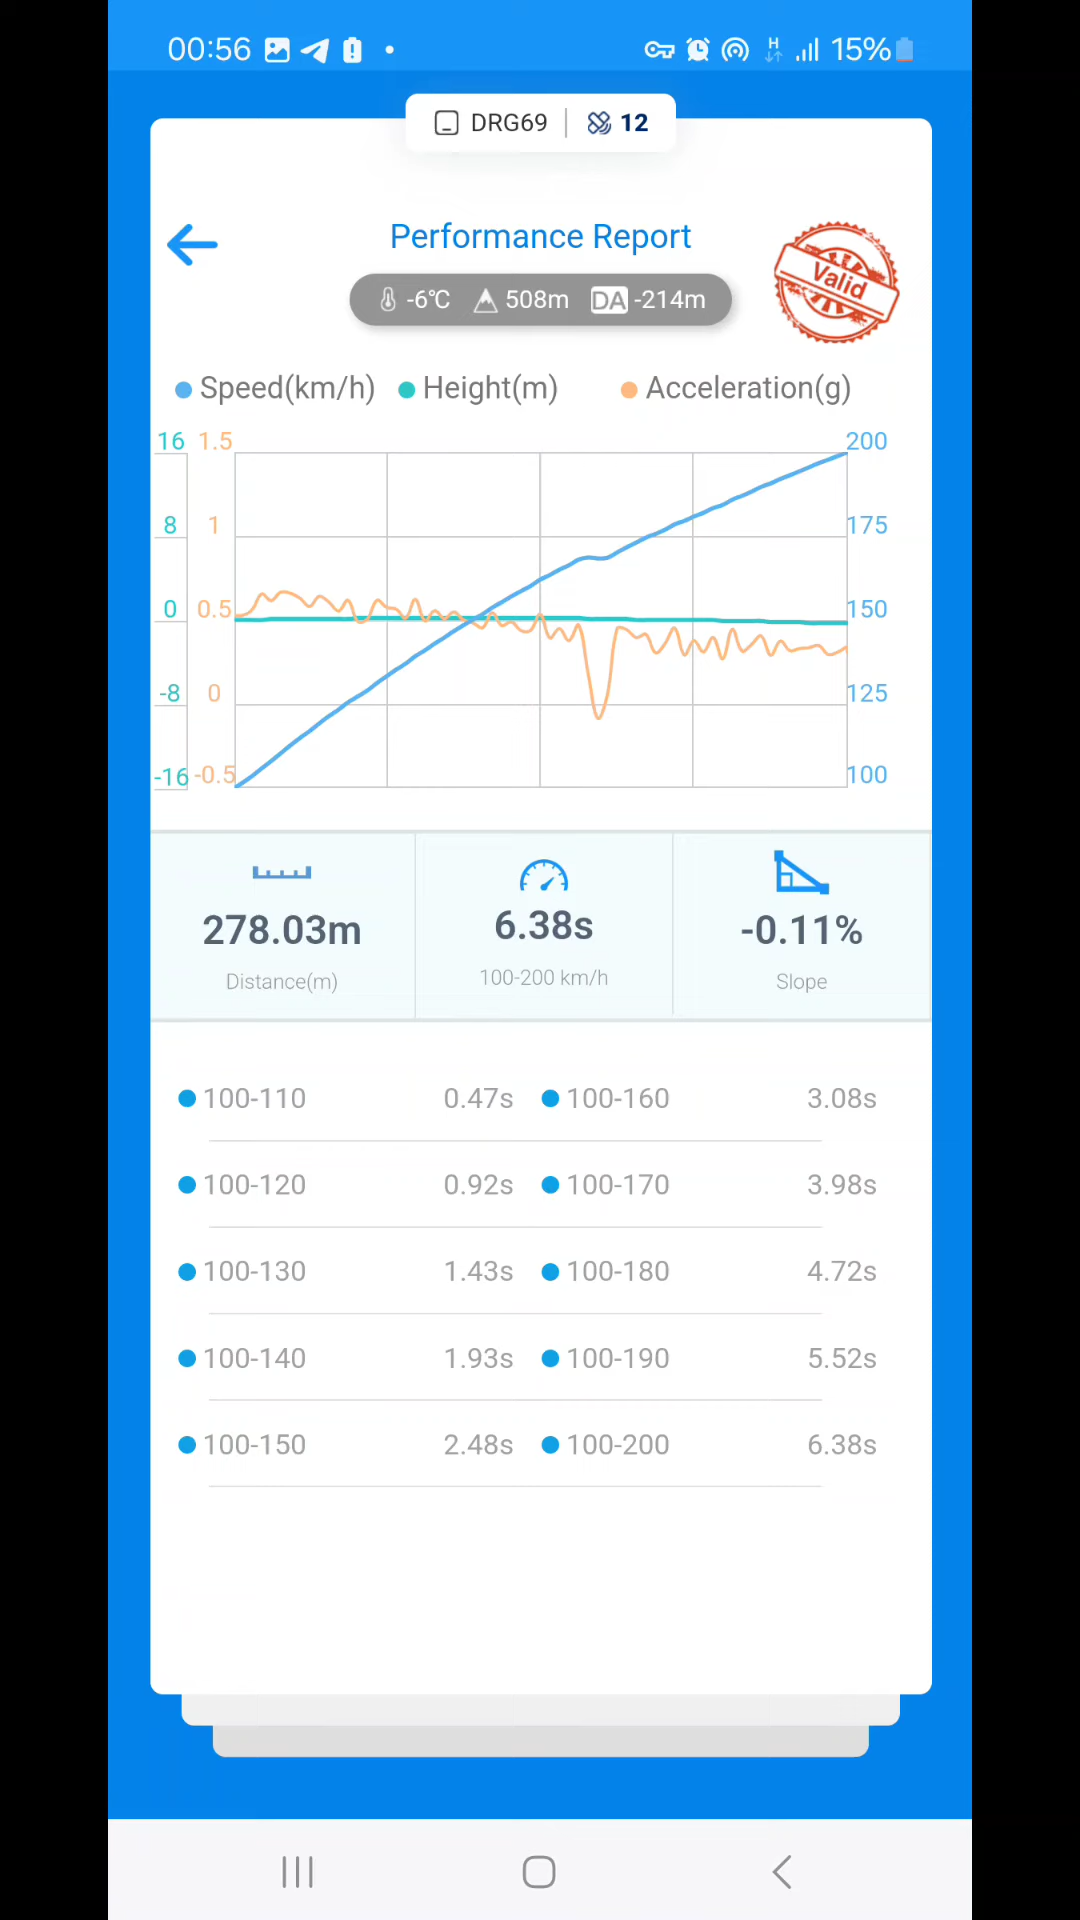 00:56 H 15%
DRG69 12
Performance Report
Valid
-6℃ 508m DA -214m
Speed(km/h) Height(m) Acceleration(g)
16 1.5 200
8 1 175
0 0.5 150
-8 0 125
-16 -0.5 100
278.03m 6.38s -0.11%
Distance(m) 100-200 km/h Slope
100-110 0.47s 100-160 3.08s
100-120 0.92s 100-170 3.98s
100-130 1.43s 100-180 4.72s
100-140 1.93s 100-190 5.52s
100-150 2.48s 100-200 6.38s